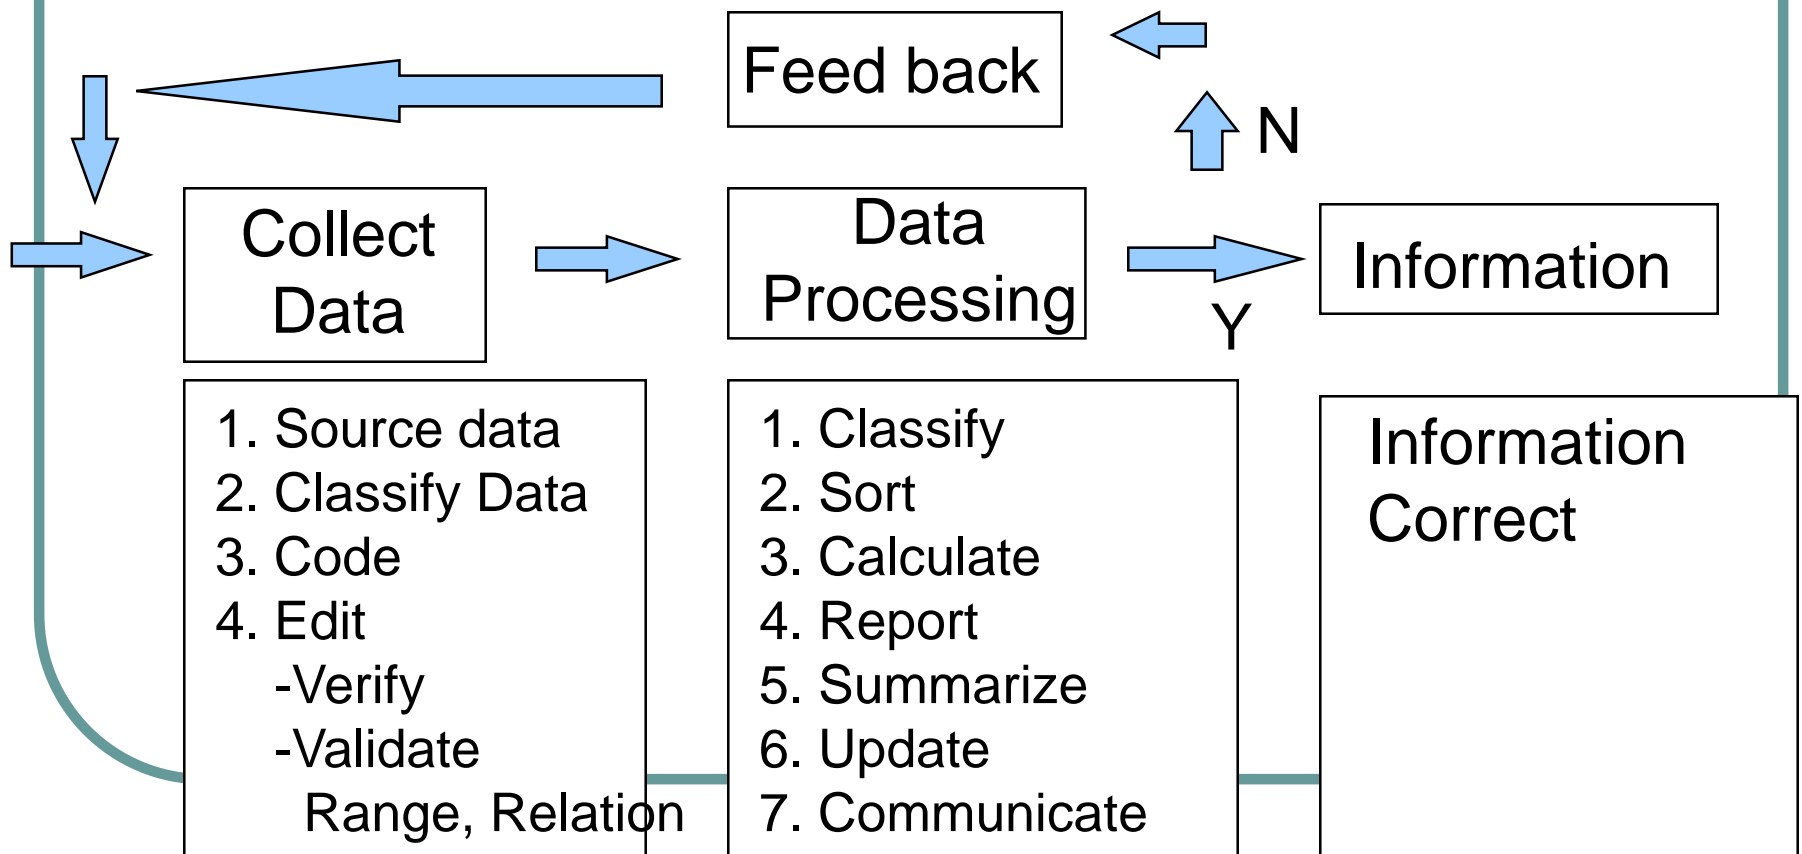 Feed back
N
Collect
Data
Data
Processing
Y
Information
1. Source data
2. Classify Data
3. Code
4. Edit
-Verify
-Validate
Range, Relation
1. Classify
2. Sort
3. Calculate
4. Report
5. Summarize
6. Update
7. Communicate
Information
Correct